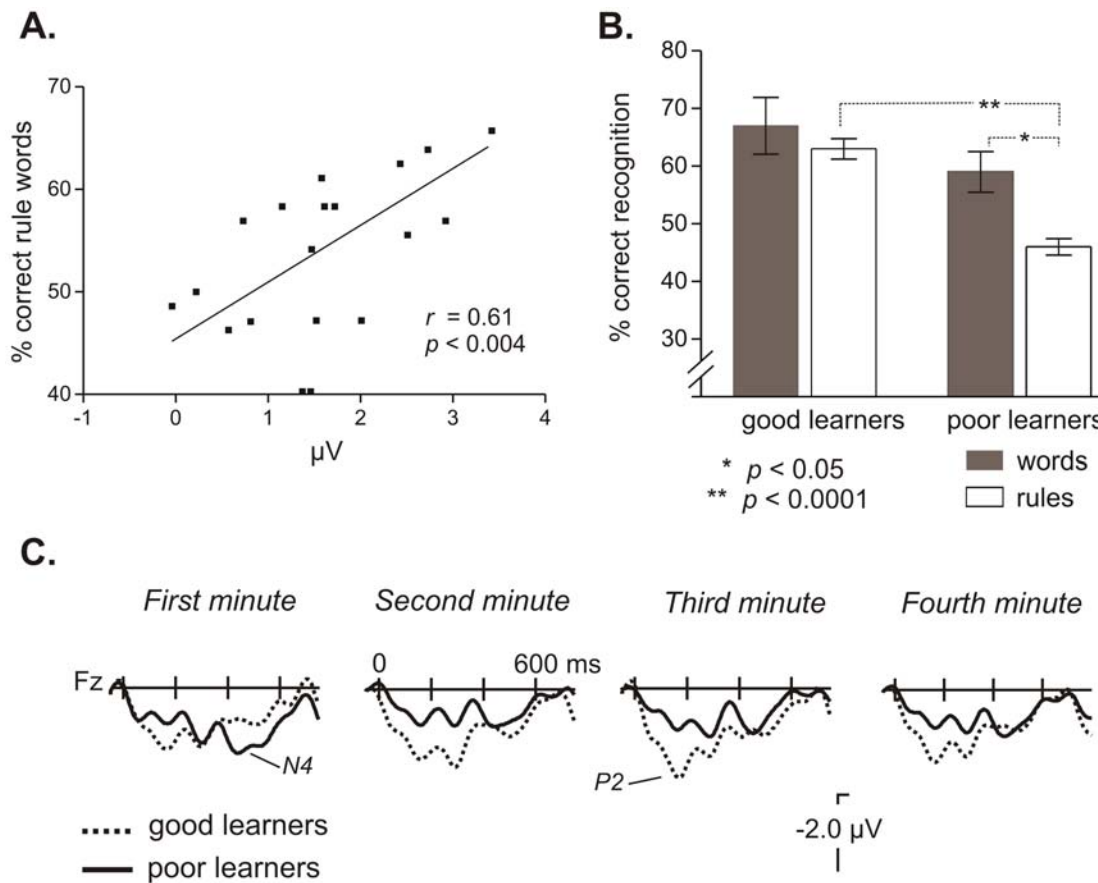 A.
70
60
50
40
-1
0
1
2
3
4
% correct rule words
µV
r = 0.61
p < 0.004
B.
80
70
60
50
40
30
% correct recognition
**
*
good learners
poor learners
* p < 0.05
** p < 0.0001
words
rules
C.
First minute
Second minute
Third minute
Fourth minute
Fz
0
600 ms
N4
P2
-2.0 µV
good learners
poor learners